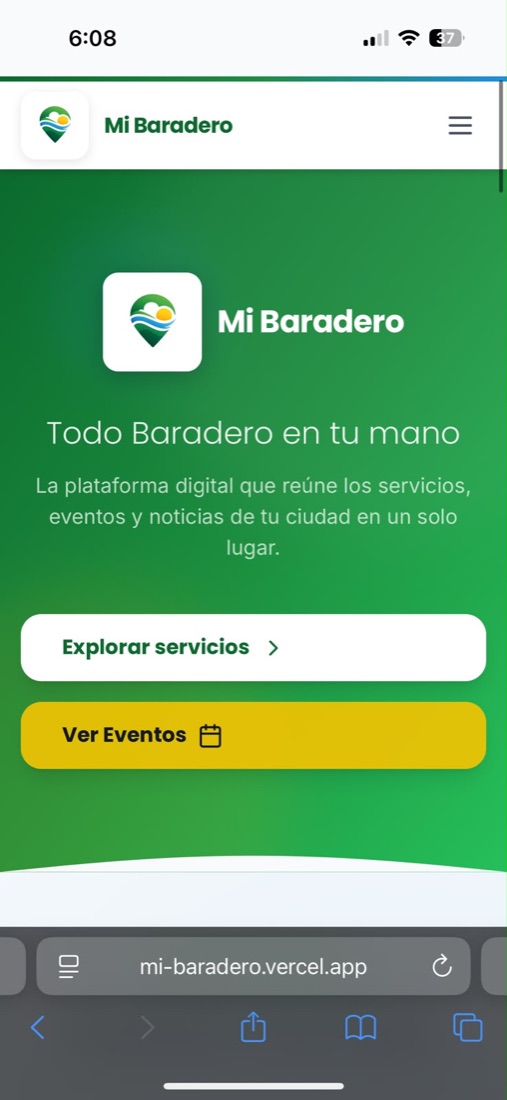 6:08
37
Mi Baradero
Mi Baradero
Todo Baradero en tu mano
La plataforma digital que reúne los servicios,
eventos y noticias de tu ciudad en un solo
lugar.
Explorar servicios
Ver Eventos
mi-baradero.vercel.app